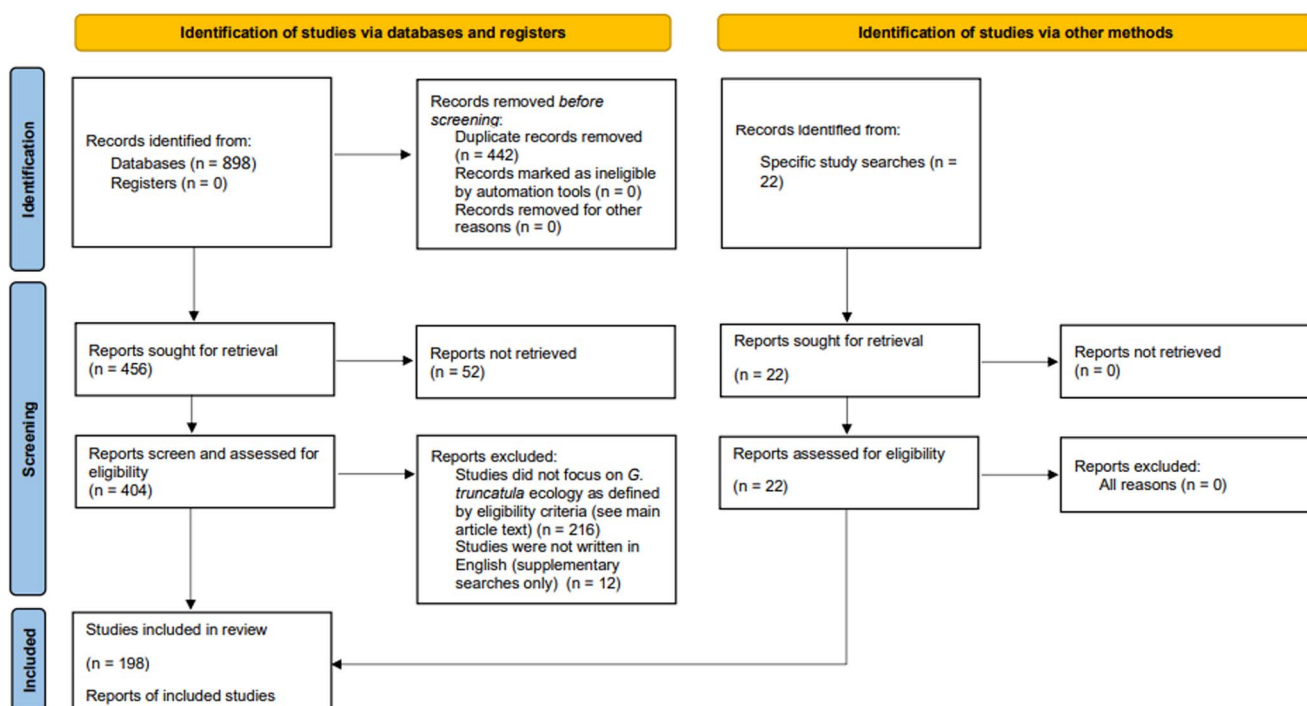 Identification of studies via databases and registers
Identification of studies via other methods
Identification
Records identified from:
Databases (n = 898)
Registers (n = 0)
Records removed before
screening:
Duplicate records removed
(n = 442)
Records marked as ineligible
by automation tools (n = 0)
Records removed for other
reasons (n = 0)
Records identified from:
Specific study searches (n =
22)
Screening
Reports sought for retrieval
(n = 456)
Reports not retrieved
(n = 52)
Reports sought for retrieval
(n = 22)
Reports not retrieved
(n = 0)
Reports screen and assessed for
eligibility
(n = 404)
Reports excluded:
Studies did not focus on G.
truncatula ecology as defined
by eligibility criteria (see main
article text) (n = 216)
Studies were not written in
English (supplementary
searches only) (n = 12)
Reports assessed for eligibility
(n = 22)
Reports excluded:
All reasons (n = 0)
Included
Studies included in review
(n = 198)
Reports of included studies